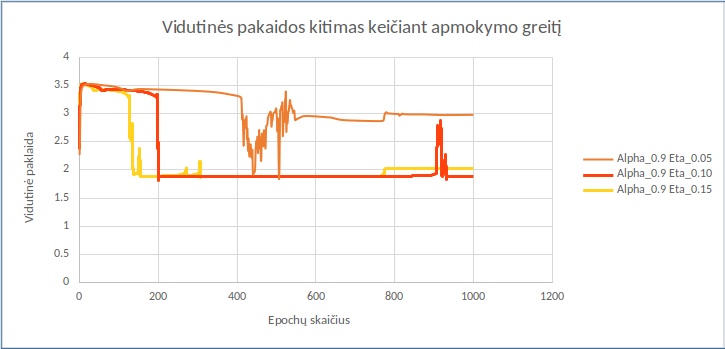 Vidutinės pakaidos kitimas keičiant apmokymo greitį
4
3.5
3
2.5
2
1.5
1
0.5
0
Vidutinė paklaida
0 200 400 600 800 1000 1200
Epochų skaičius
Alpha_0.9 Eta_0.05
Alpha_0.9 Eta_0.10
Alpha_0.9 Eta_0.15